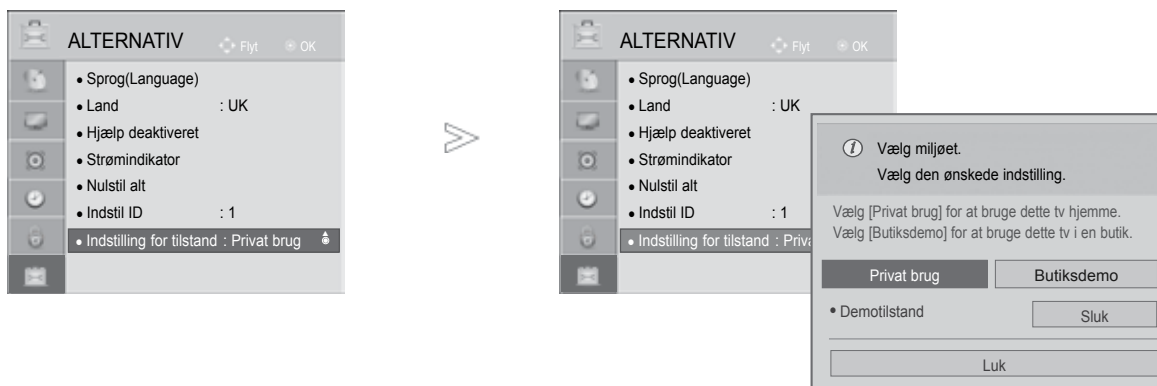 ALTERNATIV Flyt OK
• Sprog(Language)
• Land : UK
• Hjælp deaktiveret
• Strømindikator
• Nulstil alt
• Indstil ID : 1
• Indstilling for tilstand : Privat brug
ALTERNATIV Flyt OK
• Sprog(Language)
• Land : UK
• Hjælp deaktiveret
• Strømindikator
• Nulstil alt
• Indstil ID : 1
• Indstilling for tilstand : Priva
Vælg miljøet.
Vælg den ønskede indstilling.
Vælg [Privat brug] for at bruge dette tv hjemme.
Vælg [Butiksdemo] for at bruge dette tv i en butik.
Privat brug Butiksdemo
• Demotilstand Sluk
Luk